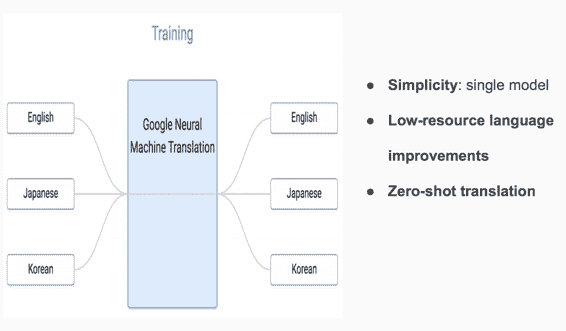 Training
English
Japanese
Korean
Google Neural
Machine Translation
English
Japanese
Korean
● Simplicity: single model
● Low-resource language
improvements
● Zero-shot translation